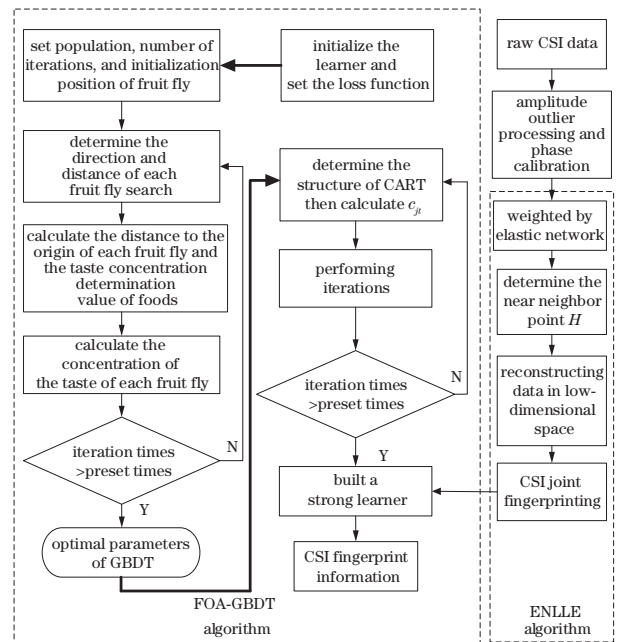 set population, number of
iterations, and initialization
position of fruit fly
initialize the
learner and
set the loss function
determine the
direction and
distance of each
fruit fly search
calculate the distance to the
origin of each fruit fly and
the taste concentration
determination
value of foods
calculate the
concentration of
the taste of each fruit fly
iteration times
>preset times
N
Y
optimal parameters
of GBDT
determine the
structure of CART
then calculate c_{jt}
performing
iterations
iteration times
>preset times
N
Y
built a
strong learner
CSI fingerprint
information
FOA-GBDT
algorithm
raw CSI data
amplitude
outlier
processing and
phase
calibration
weighted by
elastic network
determine the
near neighbor
point H
reconstructing
data in low-
dimensional
space
CSI joint
fingerprinting
ENLLE
algorithm